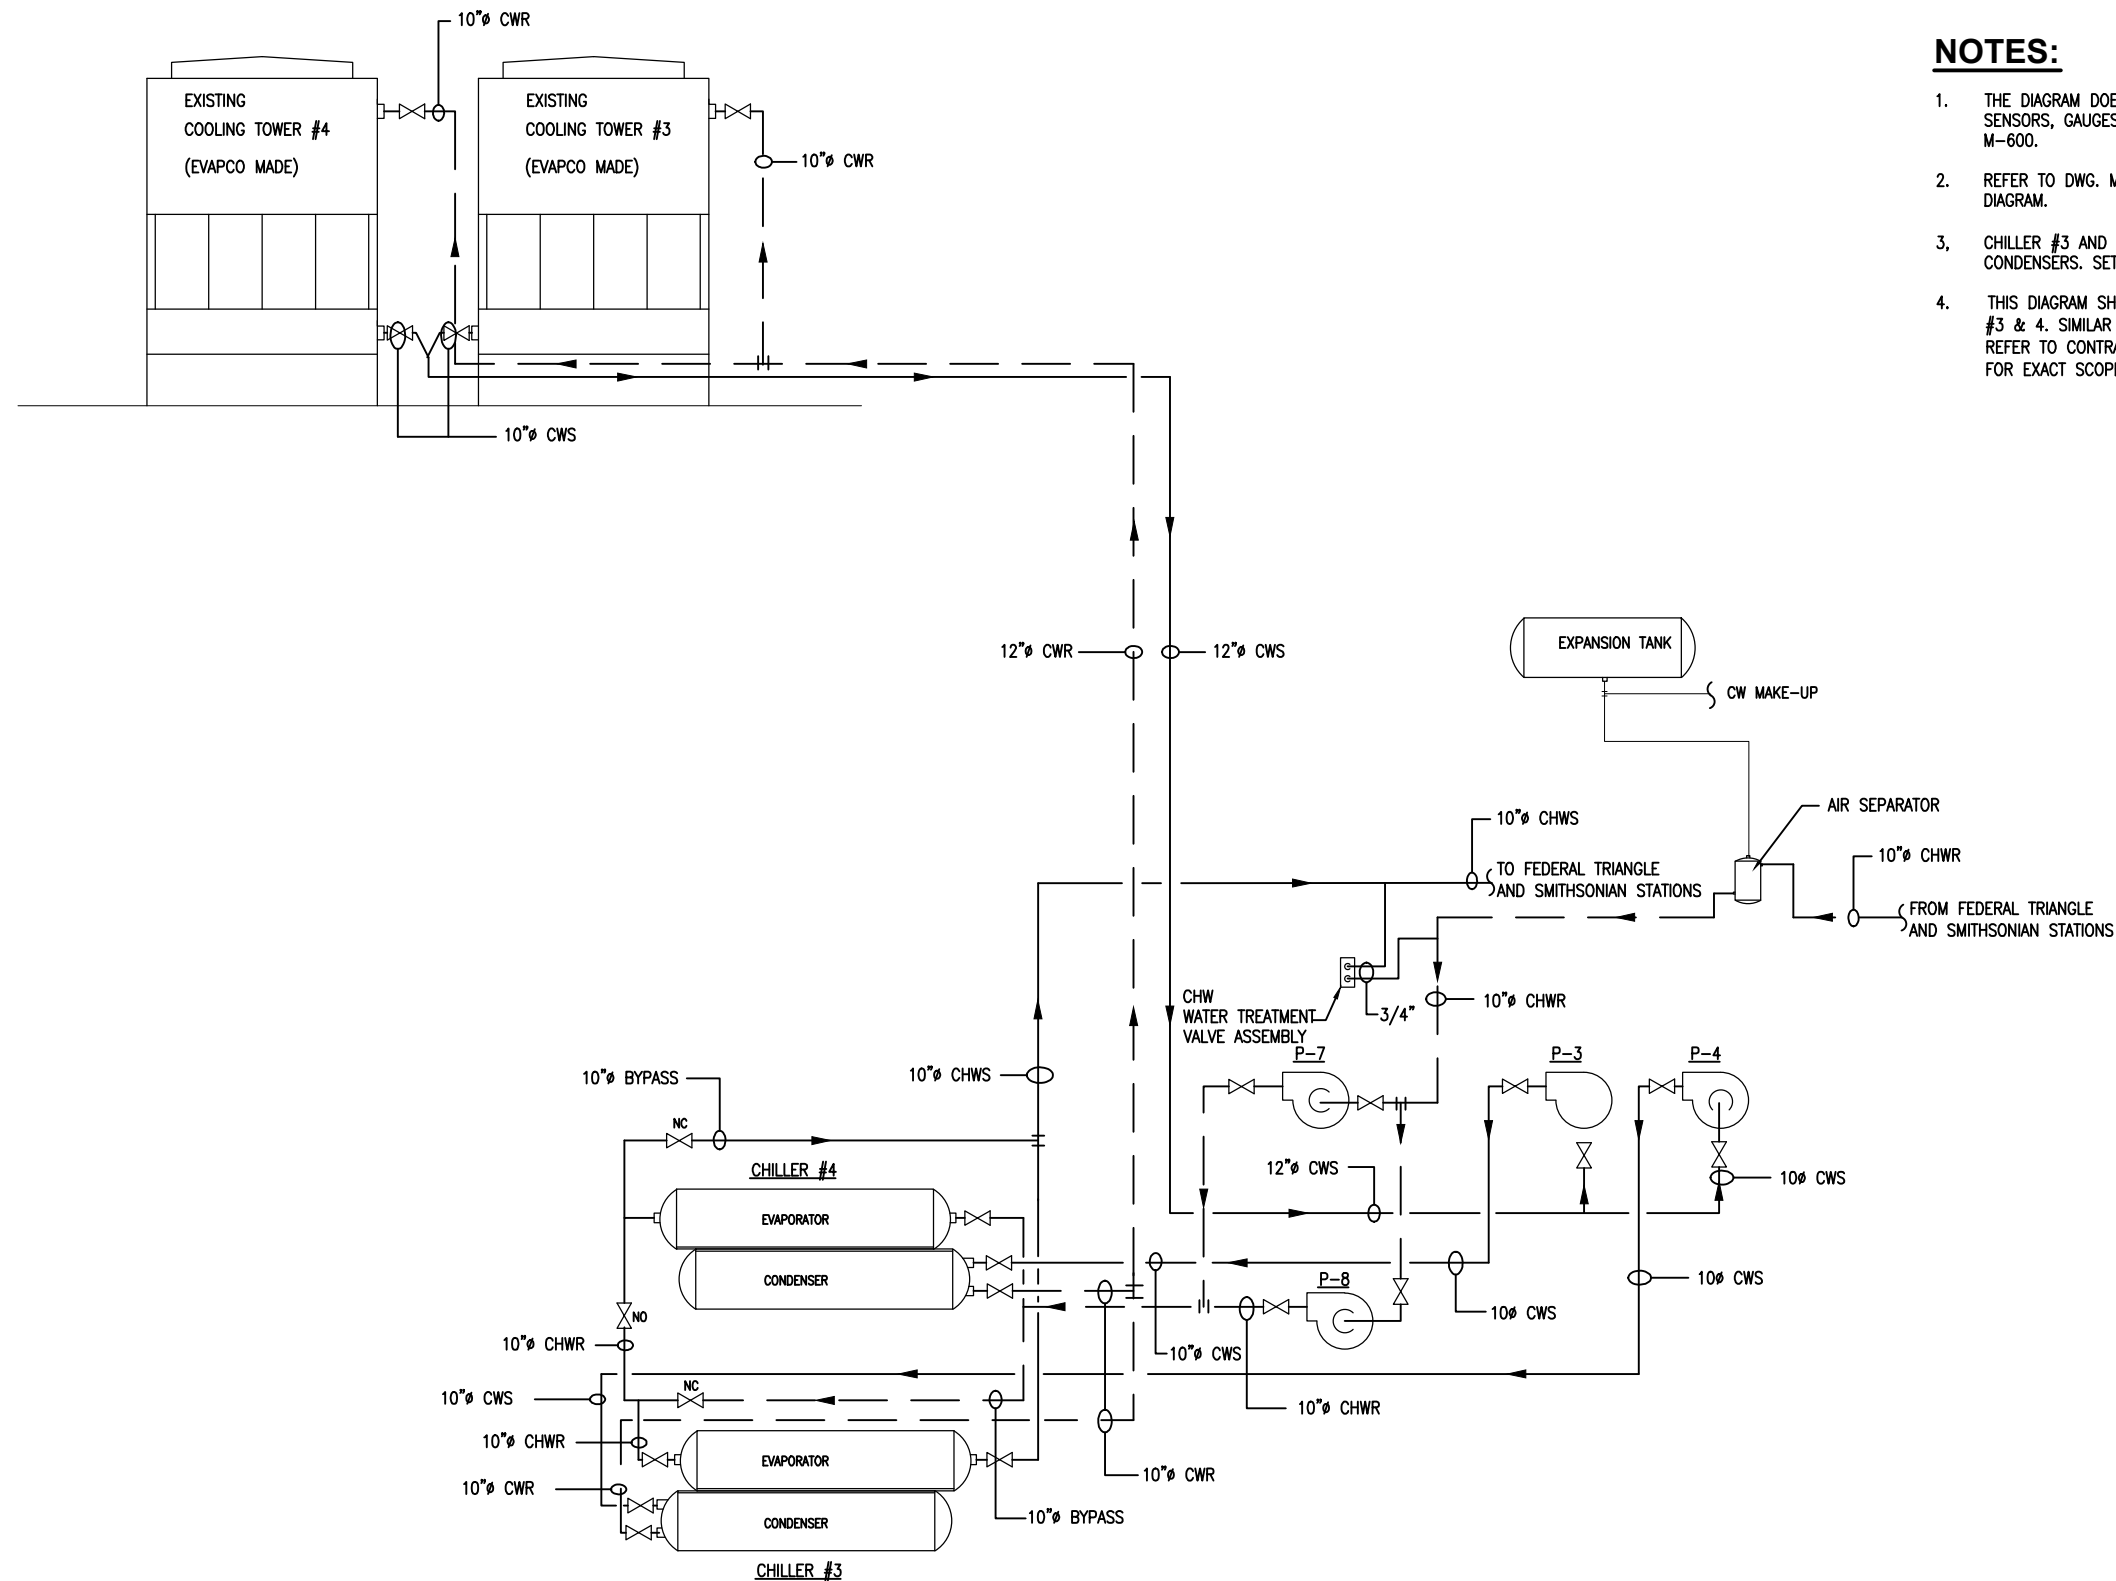 10"ø CWR
EXISTING
COOLING TOWER #4
(EVAPCO MADE)
EXISTING
COOLING TOWER #3
(EVAPCO MADE)
10"ø CWR
10"ø CWS
NOTES:
1. THE DIAGRAM DOE
SENSORS, GAUGES
M-600.
2. REFER TO DWG. M
DIAGRAM.
3, CHILLER #3 AND
CONDENSERS. SET
4. THIS DIAGRAM SH
#3 & 4. SIMILAR
REFER TO CONTRA
FOR EXACT SCOP
12"ø CWR
12"ø CWS
EXPANSION TANK
CW MAKE-UP
AIR SEPARATOR
10"ø CHWS
TO FEDERAL TRIANGLE
AND SMITHSONIAN STATIONS
10"ø CHWR
FROM FEDERAL TRIANGLE
AND SMITHSONIAN STATIONS
CHW
WATER TREATMENT
VALVE ASSEMBLY
3/4"
10"ø CHWR
P-7
P-3
P-4
10"ø BYPASS
10"ø CHWS
NC
CHILLER #4
EVAPORATOR
CONDENSER
12"ø CWS
10ø CWS
10ø CWS
P-8
10ø CWS
NO
10"ø CHWR
10"ø CWS
10"ø CWS
NC
10"ø CHWR
10"ø CHWR
EVAPORATOR
10"ø CWR
10"ø CWR
CONDENSER
10"ø BYPASS
CHILLER #3